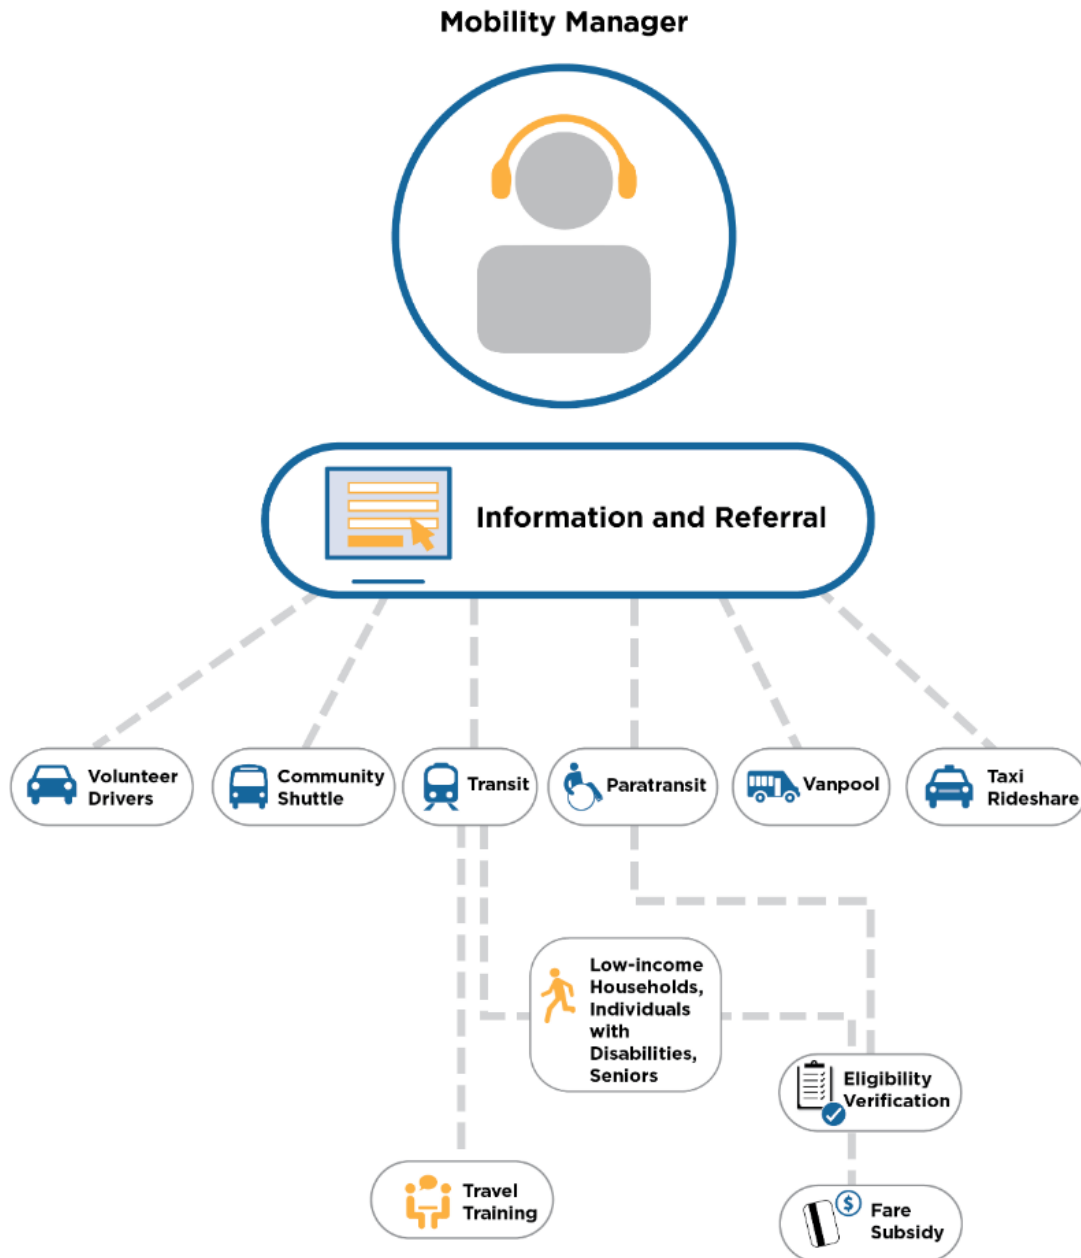 Mobility Manager
Information and Referral
Volunteer
Drivers
Community
Shuttle
Transit
Paratransit
Vanpool
Taxi
Rideshare
Low-income
Households,
Individuals
with
Disabilities,
Seniors
Eligibility
Verification
Travel
Training
$
Fare
Subsidy